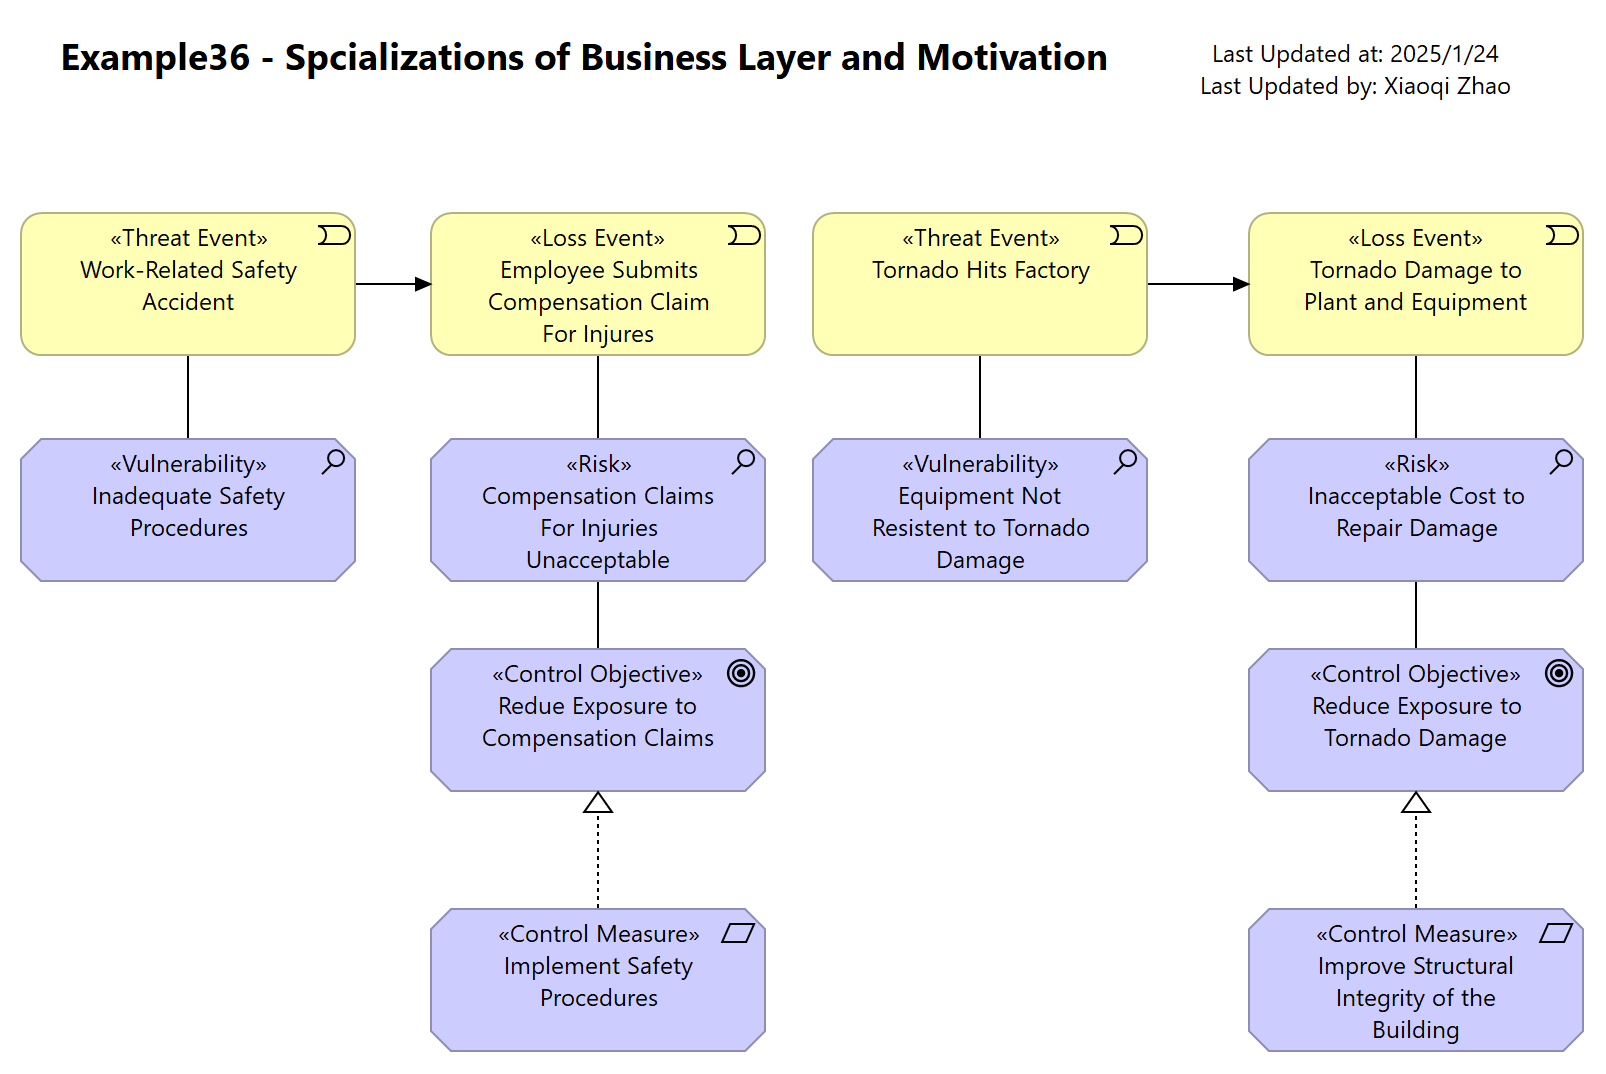 Example36 - Spcializations of Business Layer and Motivation
Last Updated at: 2025/1/24
Last Updated by: Xiaoqi Zhao
«Threat Event»
Work-Related Safety
Accident
«Loss Event»
Employee Submits
Compensation Claim
For Injures
«Threat Event»
Tornado Hits Factory
«Loss Event»
Tornado Damage to
Plant and Equipment
«Vulnerability»
Inadequate Safety
Procedures
«Risk»
Compensation Claims
For Injuries
Unacceptable
«Vulnerability»
Equipment Not
Resistent to Tornado
Damage
«Risk»
Inacceptable Cost to
Repair Damage
«Control Objective»
Redue Exposure to
Compensation Claims
«Control Objective»
Reduce Exposure to
Tornado Damage
«Control Measure»
Implement Safety
Procedures
«Control Measure»
Improve Structural
Integrity of the
Building